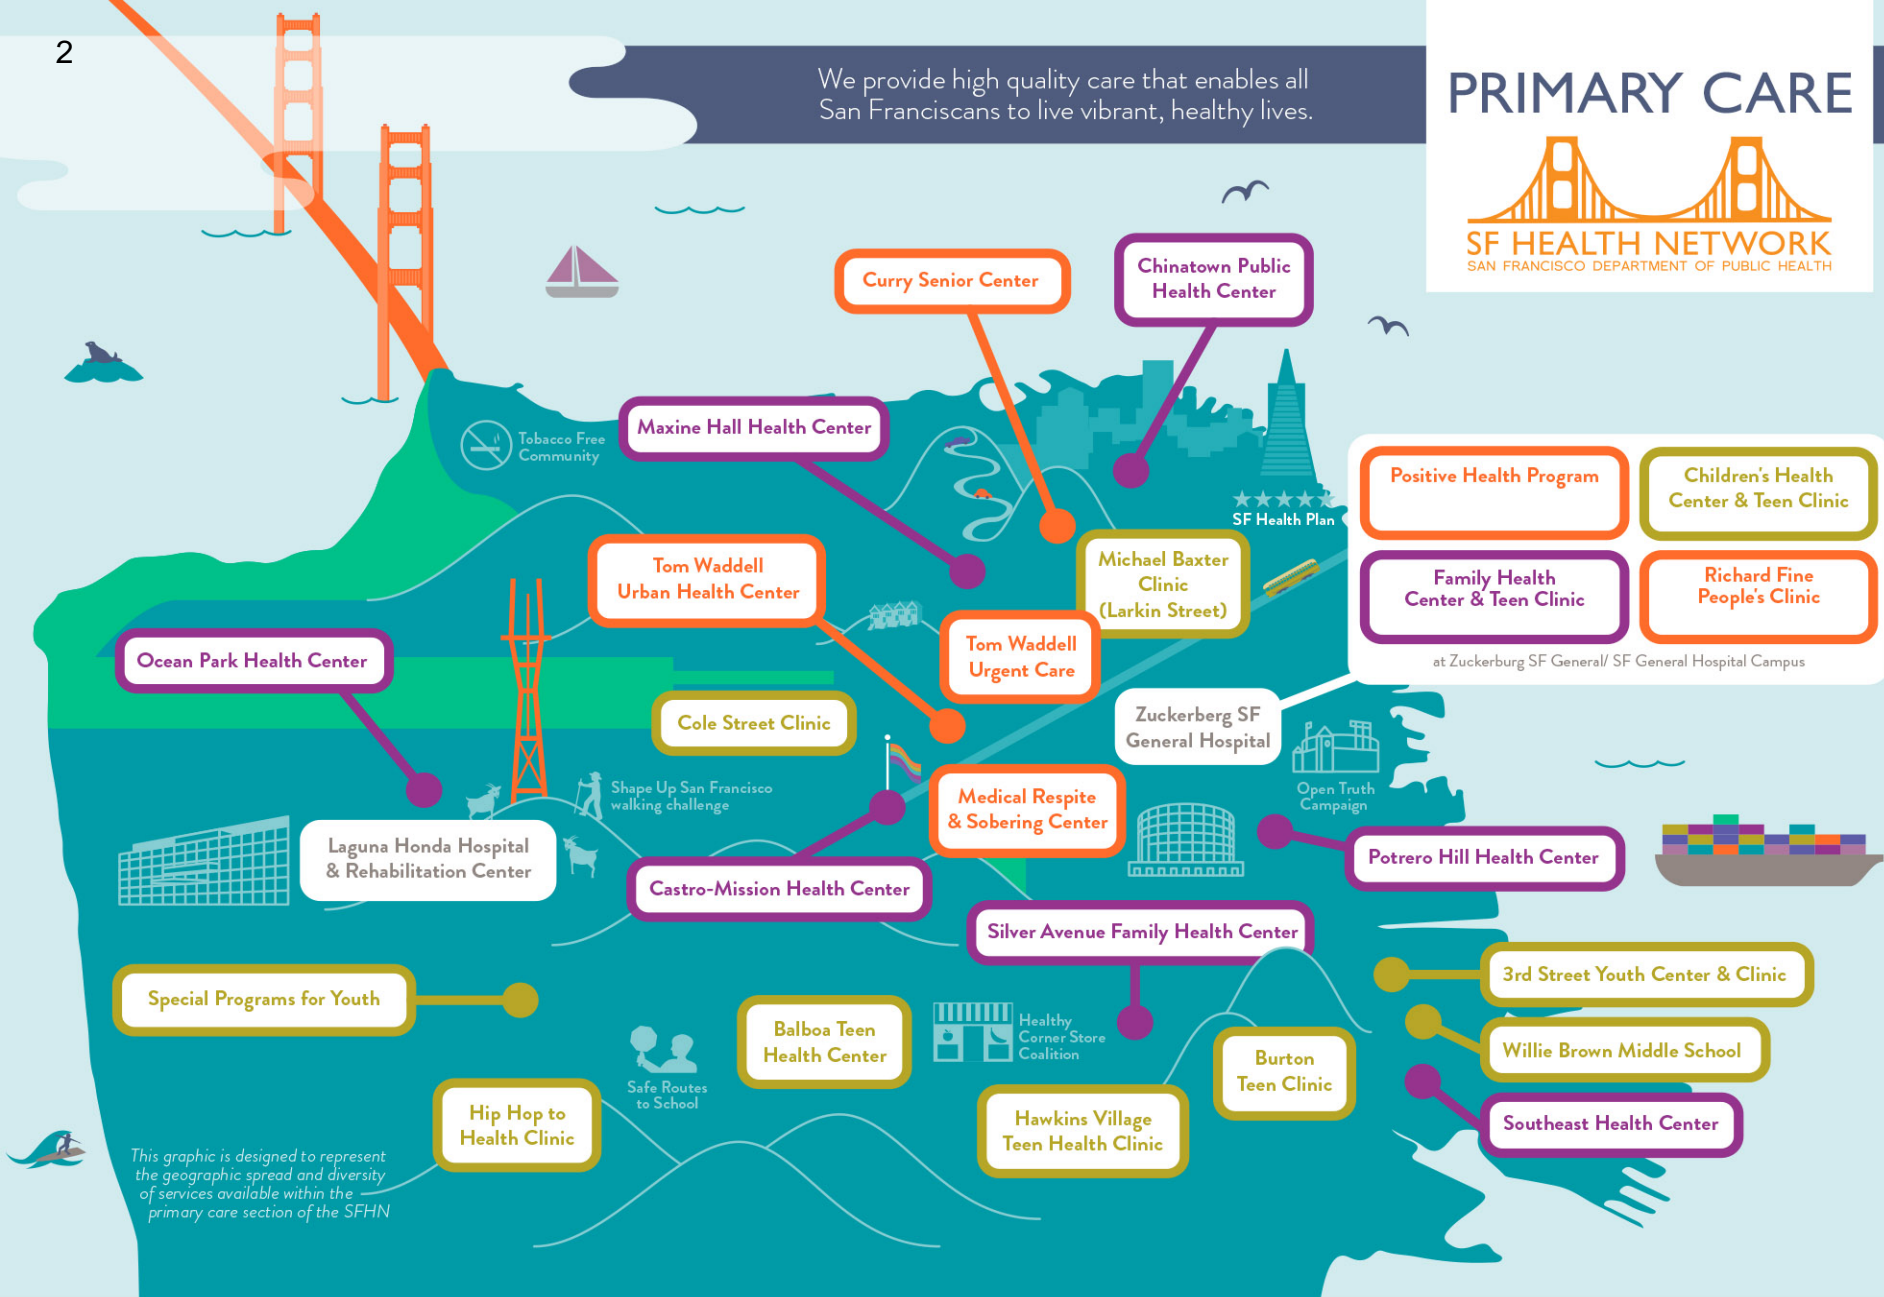 2
We provide high quality care that enables all
San Franciscans to live vibrant, healthy lives.
PRIMARY CARE
SF HEALTH NETWORK
SAN FRANCISCO DEPARTMENT OF PUBLIC HEALTH
Curry Senior Center
Chinatown Public
Health Center
Maxine Hall Health Center
Tobacco Free
Community
SF Health Plan
Positive Health Program
Children's Health
Center & Teen Clinic
Family Health
Center & Teen Clinic
Richard Fine
People's Clinic
at Zuckerburg SF General/ SF General Hospital Campus
Tom Waddell
Urban Health Center
Michael Baxter
Clinic
(Larkin Street)
Tom Waddell
Urgent Care
Ocean Park Health Center
Cole Street Clinic
Zuckerberg SF
General Hospital
Shape Up San Francisco
walking challenge
Medical Respite
& Sobering Center
Open Truth
Campaign
Laguna Honda Hospital
& Rehabilitation Center
Castro-Mission Health Center
Potrero Hill Health Center
Silver Avenue Family Health Center
3rd Street Youth Center & Clinic
Special Programs for Youth
Balboa Teen
Health Center
Healthy
Corner Store
Coalition
Burton
Teen Clinic
Willie Brown Middle School
Safe Routes
to School
Hip Hop to
Health Clinic
Hawkins Village
Teen Health Clinic
Southeast Health Center
This graphic is designed to represent
the geographic spread and diversity
of services available within the
primary care section of the SFHN